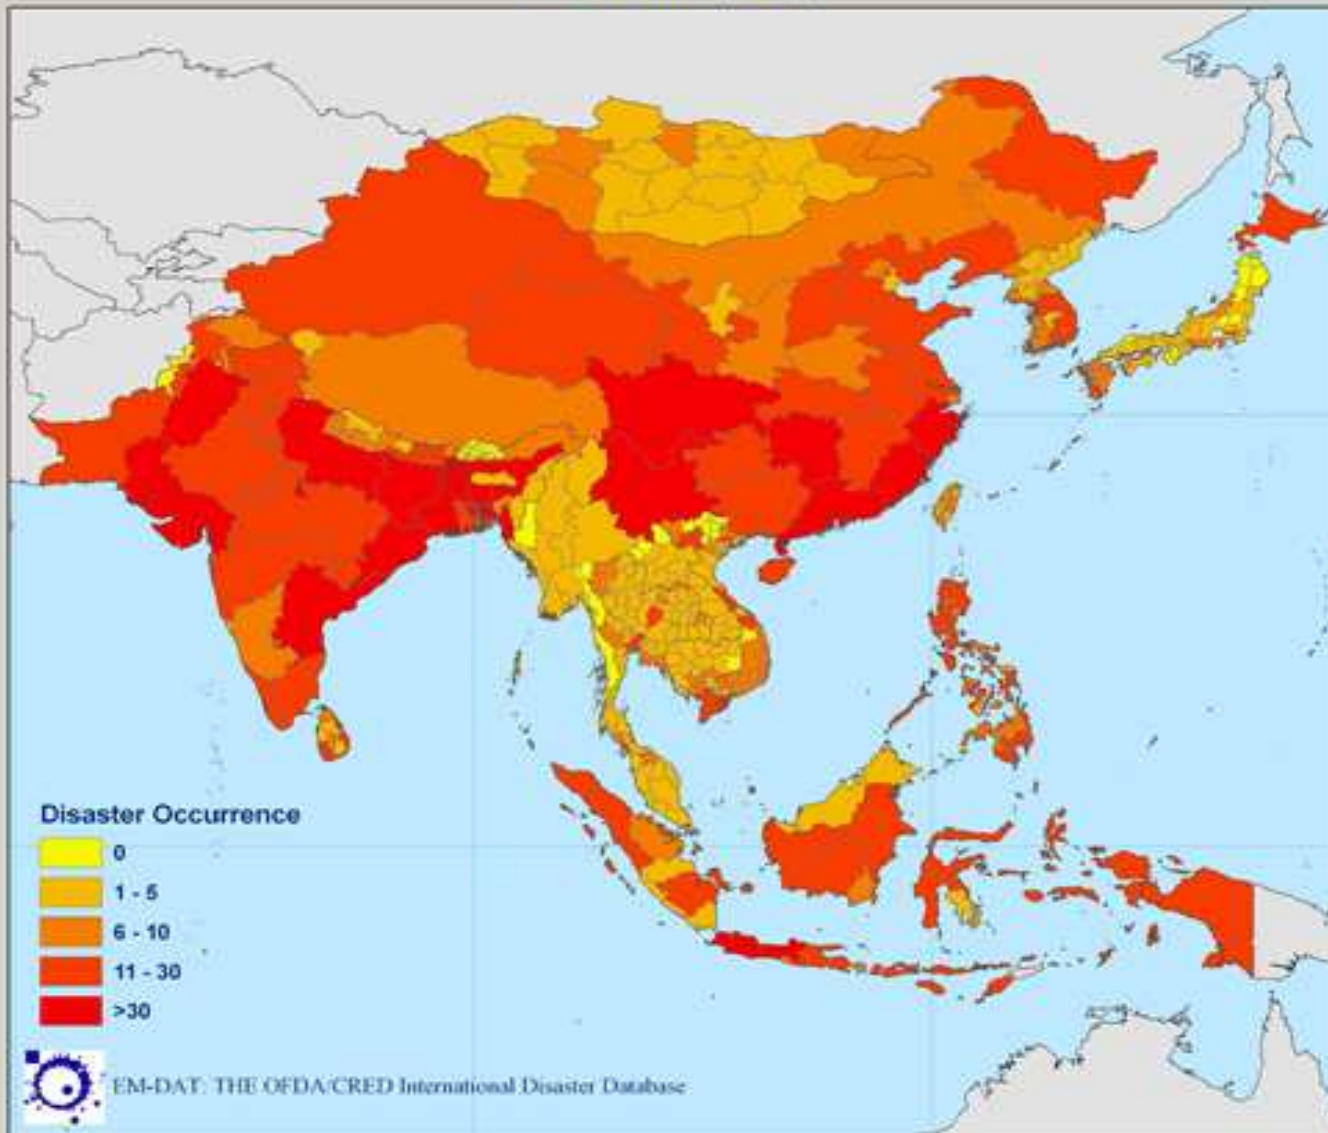 Disaster Occurrence
0
1 - 5
6 - 10
11 - 30
>30
EM-DAT: THE OFDA/CRED International Disaster Database